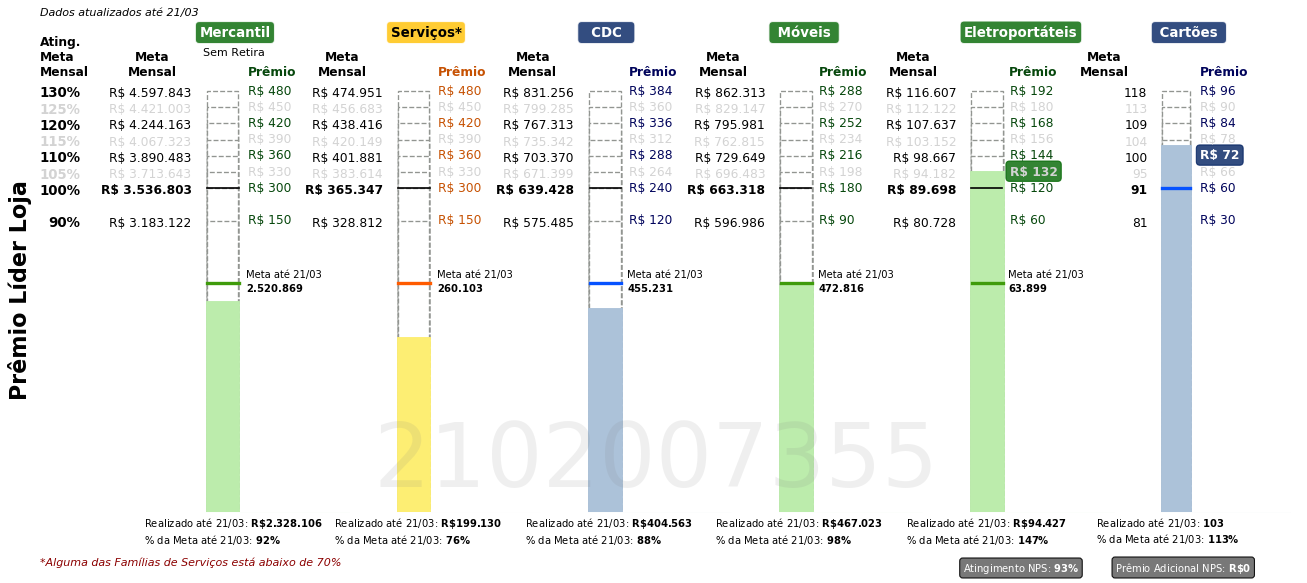 Dados atualizados até 21/03
Mercantil Serviços* CDC Móveis Eletroportáteis Cartões
Sem Retira
Ating. Meta Mensal Meta Mensal Prêmio Meta Mensal Prêmio Meta Mensal Prêmio Meta Mensal Prêmio Meta Mensal Prêmio Meta Mensal Prêmio
130% R$ 4.597.843 R$ 480 R$ 474.951 R$ 480 R$ 831.256 R$ 384 R$ 862.313 R$ 288 R$ 116.607 R$ 192 118 R$ 96
125% R$ 4.421.003 R$ 450 R$ 456.683 R$ 450 R$ 799.285 R$ 360 R$ 829.147 R$ 270 R$ 112.122 R$ 180 113 R$ 90
120% R$ 4.244.163 R$ 420 R$ 438.416 R$ 420 R$ 767.313 R$ 336 R$ 795.981 R$ 252 R$ 107.637 R$ 168 109 R$ 84
115% R$ 4.067.323 R$ 390 R$ 420.149 R$ 390 R$ 735.342 R$ 312 R$ 762.815 R$ 234 R$ 103.152 R$ 156 104 R$ 78
110% R$ 3.890.483 R$ 360 R$ 401.881 R$ 360 R$ 703.370 R$ 288 R$ 729.649 R$ 216 R$ 98.667 R$ 144 100 R$ 72
105% R$ 3.713.643 R$ 330 R$ 383.614 R$ 330 R$ 671.399 R$ 264 R$ 696.483 R$ 198 R$ 94.182 R$ 132 95 R$ 66
100% R$ 3.536.803 R$ 300 R$ 365.347 R$ 300 R$ 639.428 R$ 240 R$ 663.318 R$ 180 R$ 89.698 R$ 120 91 R$ 60
90% R$ 3.183.122 R$ 150 R$ 328.812 R$ 150 R$ 575.485 R$ 120 R$ 596.986 R$ 90 R$ 80.728 R$ 60 81 R$ 30
Prêmio Líder Loja
Meta até 21/03 Meta até 21/03 Meta até 21/03 Meta até 21/03 Meta até 21/03
2.520.869 260.103 455.231 472.816 63.899
2102007355
Realizado até 21/03: R$2.328.106 Realizado até 21/03: R$199.130 Realizado até 21/03: R$404.563 Realizado até 21/03: R$467.023 Realizado até 21/03: R$94.427 Realizado até 21/03: 103
% da Meta até 21/03: 92% % da Meta até 21/03: 76% % da Meta até 21/03: 88% % da Meta até 21/03: 98% % da Meta até 21/03: 147% % da Meta até 21/03: 113%
*Alguma das Famílias de Serviços está abaixo de 70% Atingimento NPS: 93% Prêmio Adicional NPS: R$0